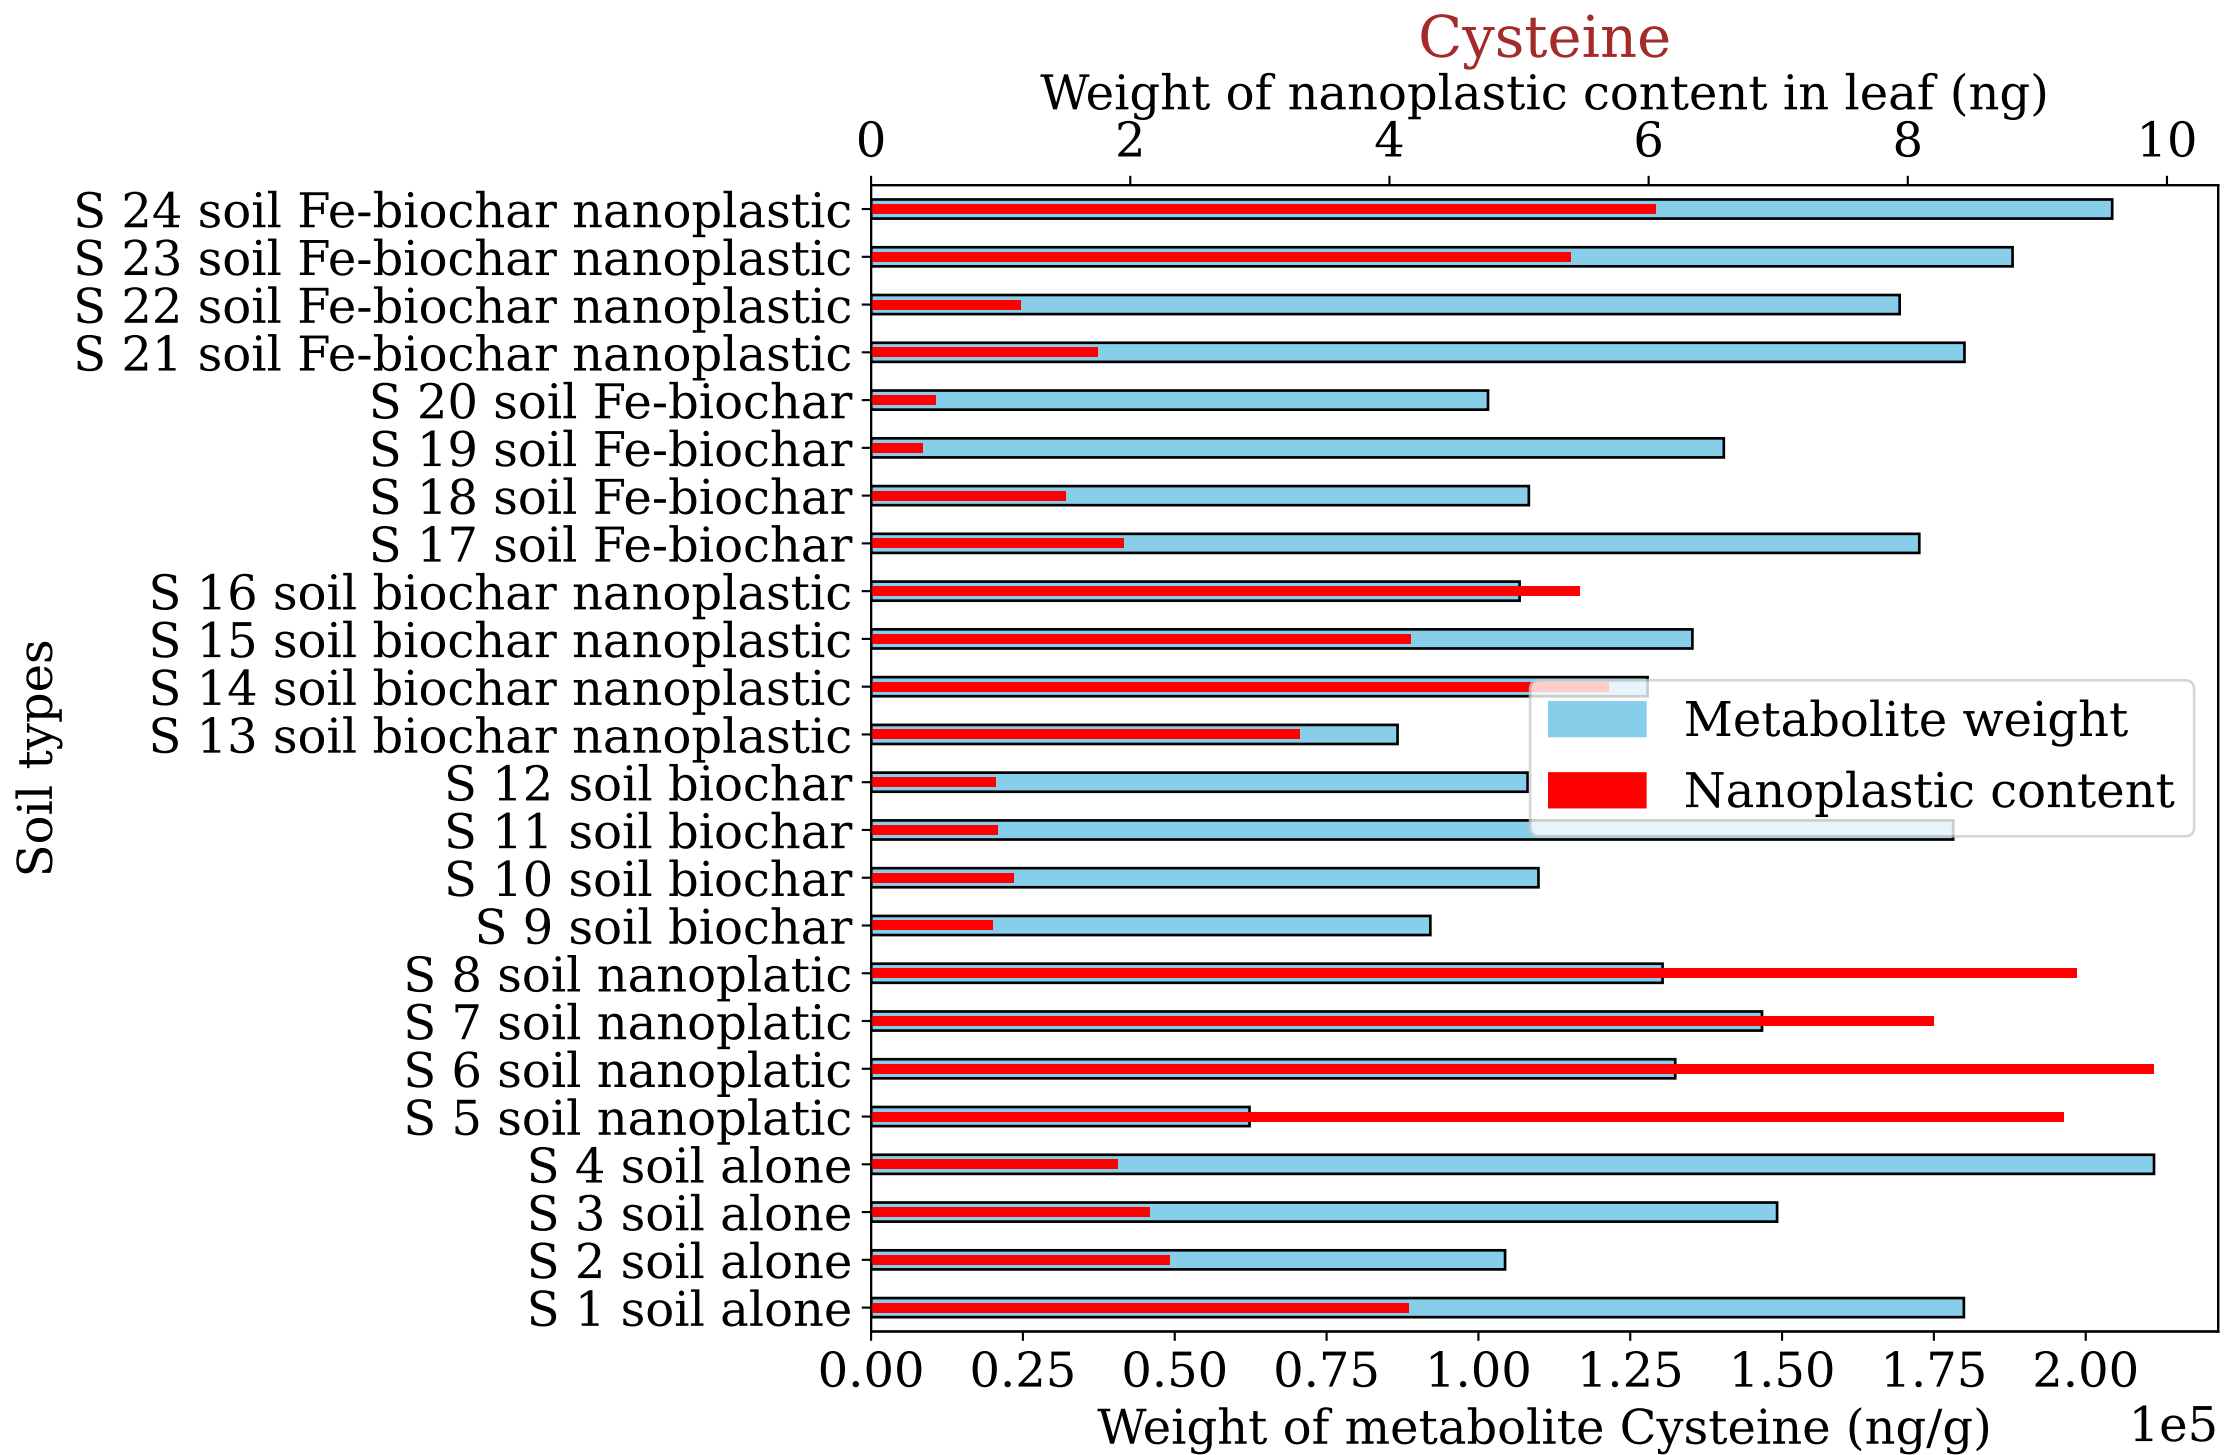 Cysteine
Weight of nanoplastic content in leaf (ng)
0 2 4 6 8 10
S 24 soil Fe-biochar nanoplastic
S 23 soil Fe-biochar nanoplastic
S 22 soil Fe-biochar nanoplastic
S 21 soil Fe-biochar nanoplastic
S 20 soil Fe-biochar
S 19 soil Fe-biochar
S 18 soil Fe-biochar
S 17 soil Fe-biochar
S 16 soil biochar nanoplastic
S 15 soil biochar nanoplastic
S 14 soil biochar nanoplastic
S 13 soil biochar nanoplastic
S 12 soil biochar
S 11 soil biochar
S 10 soil biochar
S 9 soil biochar
S 8 soil nanoplatic
S 7 soil nanoplatic
S 6 soil nanoplatic
S 5 soil nanoplatic
S 4 soil alone
S 3 soil alone
S 2 soil alone
S 1 soil alone
Soil types
Metabolite weight
Nanoplastic content
0.00 0.25 0.50 0.75 1.00 1.25 1.50 1.75 2.00
Weight of metabolite Cysteine (ng/g)
1e5